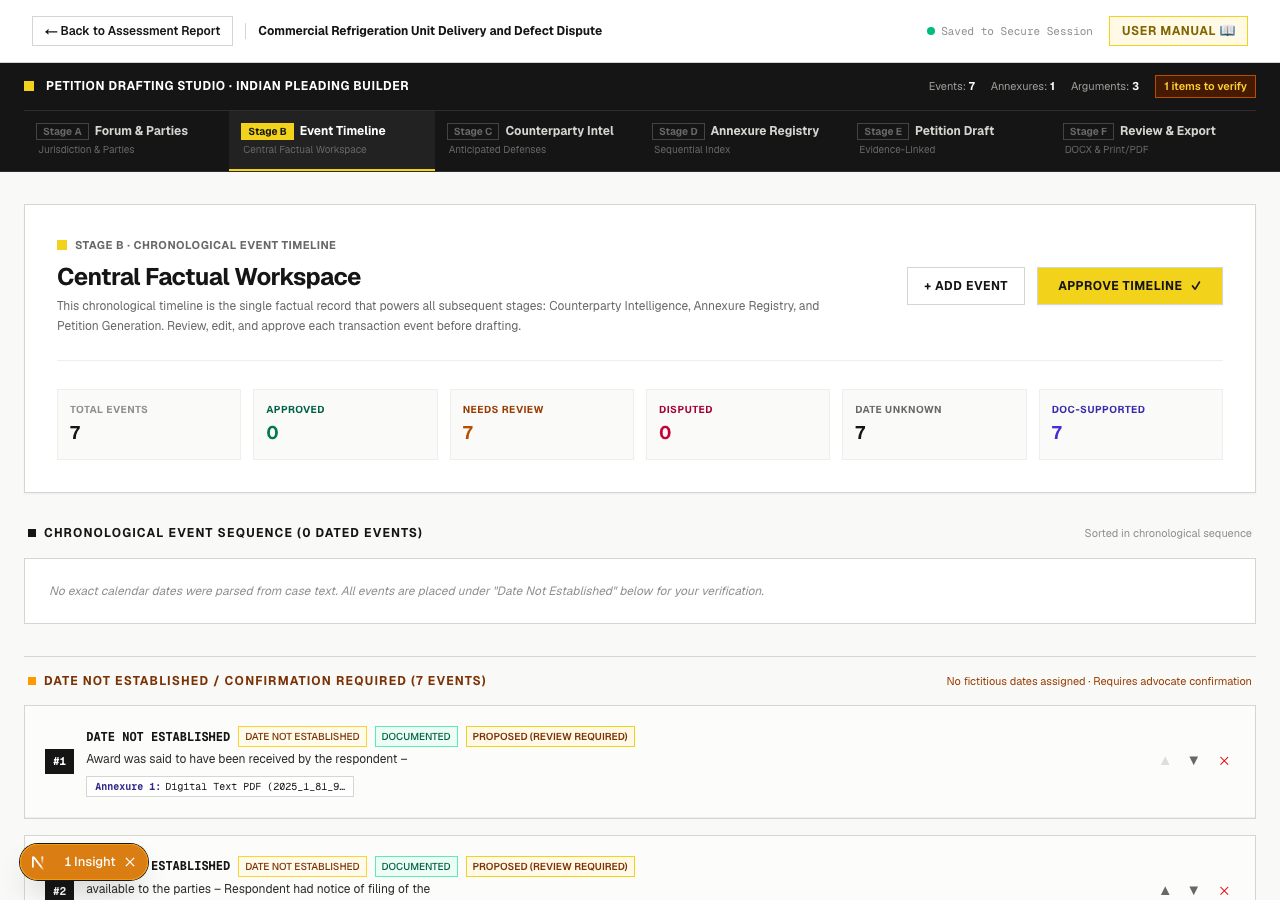 ← Back to Assessment Report
Commercial Refrigeration Unit Delivery and Defect Dispute
Saved to Secure Session
USER MANUAL 📖
PETITION DRAFTING STUDIO · INDIAN PLEADING BUILDER
Events: 7
Annexures: 1
Arguments: 3
1 items to verify
Stage A Forum & Parties
Jurisdiction & Parties
Stage B Event Timeline
Central Factual Workspace
Stage C Counterparty Intel
Anticipated Defenses
Stage D Annexure Registry
Sequential Index
Stage E Petition Draft
Evidence-Linked
Stage F Review & Export
DOCX & Print/PDF
STAGE B · CHRONOLOGICAL EVENT TIMELINE
Central Factual Workspace
This chronological timeline is the single factual record that powers all subsequent stages: Counterparty Intelligence, Annexure Registry, and
Petition Generation. Review, edit, and approve each transaction event before drafting.
+ ADD EVENT
APPROVE TIMELINE ✓
TOTAL EVENTS
7
APPROVED
0
NEEDS REVIEW
7
DISPUTED
0
DATE UNKNOWN
7
DOC-SUPPORTED
7
CHRONOLOGICAL EVENT SEQUENCE (0 DATED EVENTS)
Sorted in chronological sequence
No exact calendar dates were parsed from case text. All events are placed under "Date Not Established" below for your verification.
DATE NOT ESTABLISHED / CONFIRMATION REQUIRED (7 EVENTS)
No fictitious dates assigned · Requires advocate confirmation
#1
DATE NOT ESTABLISHED DATE NOT ESTABLISHED DOCUMENTED PROPOSED (REVIEW REQUIRED)
Award was said to have been received by the respondent –
Annexure 1: Digital Text PDF (2025_1_81_9…
▲ ▼ ×
#2
ESTABLISHED DATE NOT ESTABLISHED DOCUMENTED PROPOSED (REVIEW REQUIRED)
available to the parties – Respondent had notice of filing of the
▲ ▼ ×
N 1 Insight ×